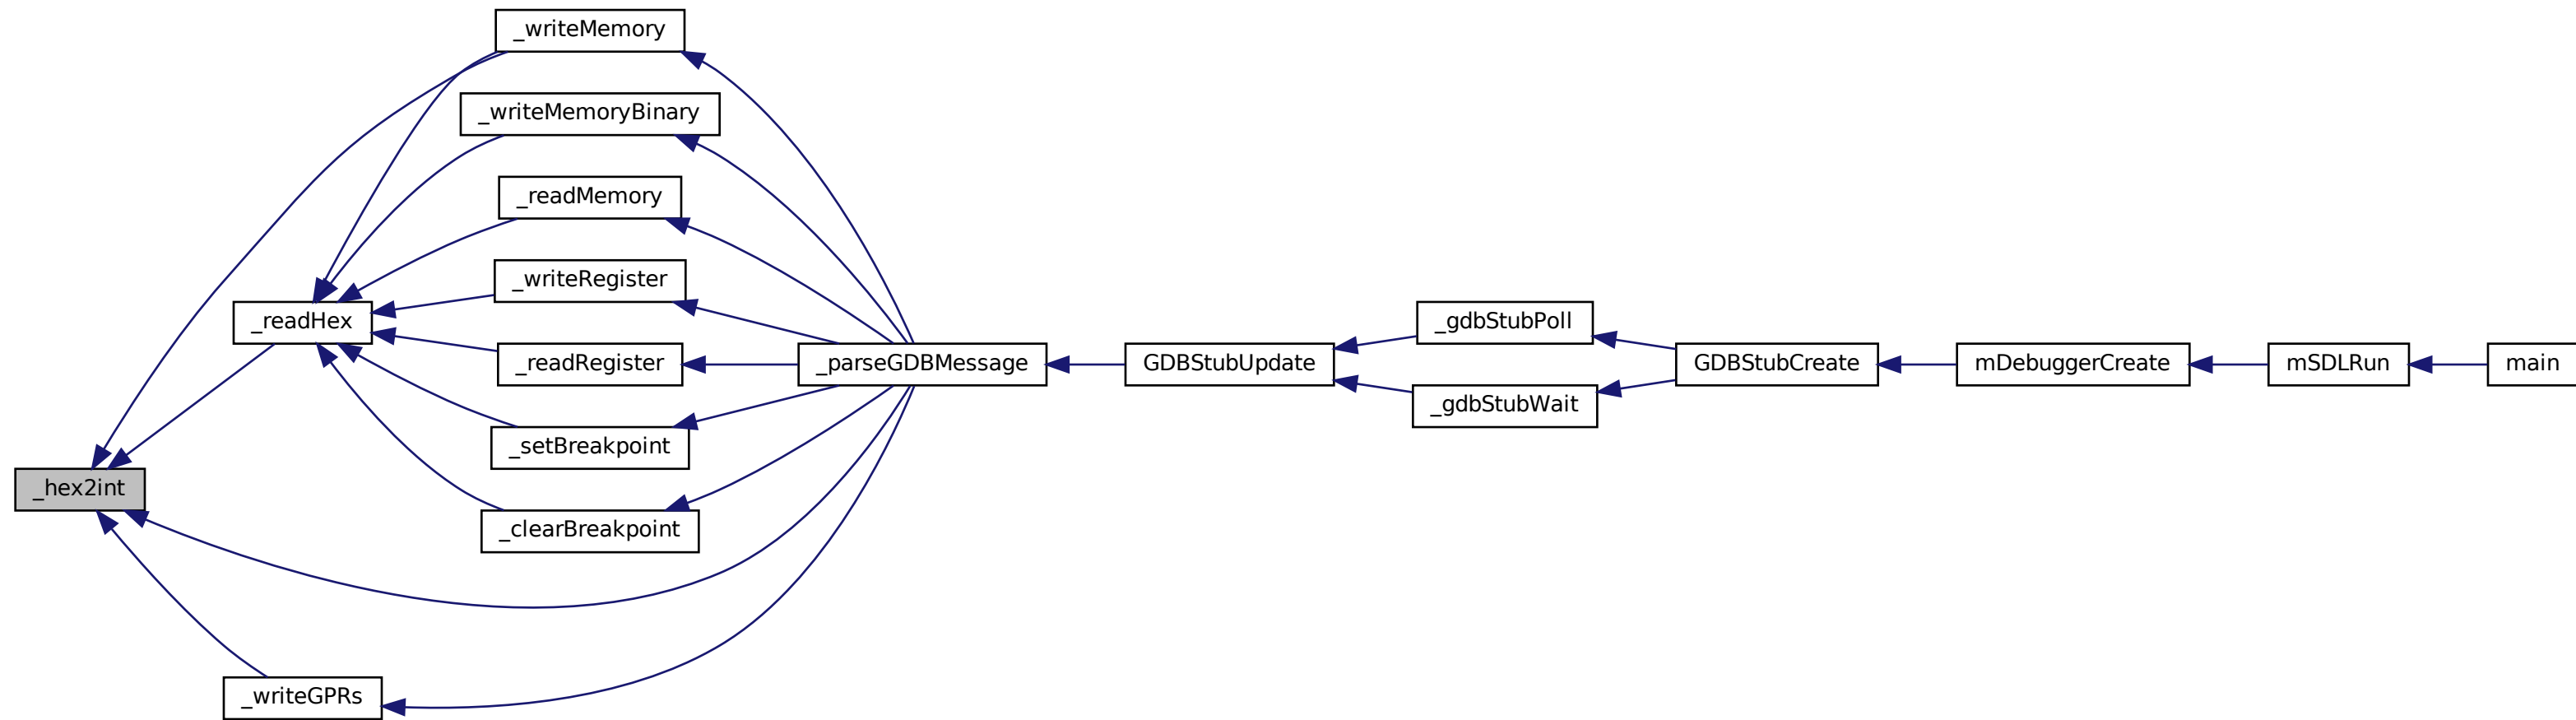 _writeMemory
_writeMemoryBinary
_readMemory
_writeRegister
_readHex
_readRegister
_setBreakpoint
_hex2int
_clearBreakpoint
_writeGPRs
_parseGDBMessage
GDBStubUpdate
_gdbStubPoll
_gdbStubWait
GDBStubCreate
mDebuggerCreate
mSDLRun
main